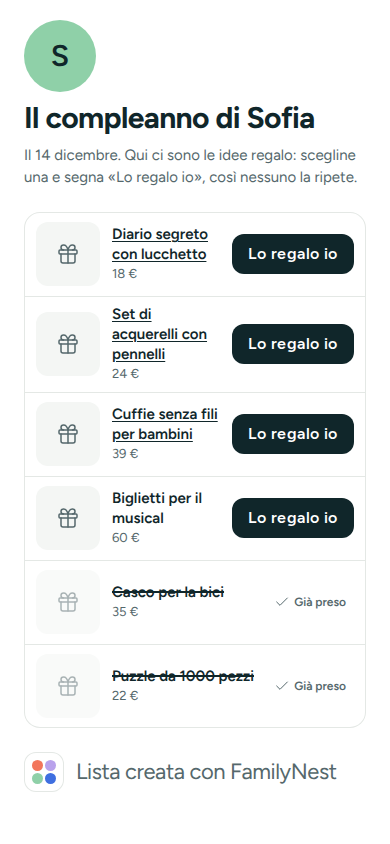 S
Il compleanno di Sofia
Il 14 dicembre. Qui ci sono le idee regalo: scegline
una e segna «Lo regalo io», così nessuno la ripete.
Diario segreto
con lucchetto
18 €
Lo regalo io
Set di
acquerelli con
pennelli
24 €
Lo regalo io
Cuffie senza fili
per bambini
39 €
Lo regalo io
Biglietti per il
musical
60 €
Lo regalo io
Casco per la bici
35 €
Già preso
Puzzle da 1000 pezzi
22 €
Già preso
Lista creata con FamilyNest